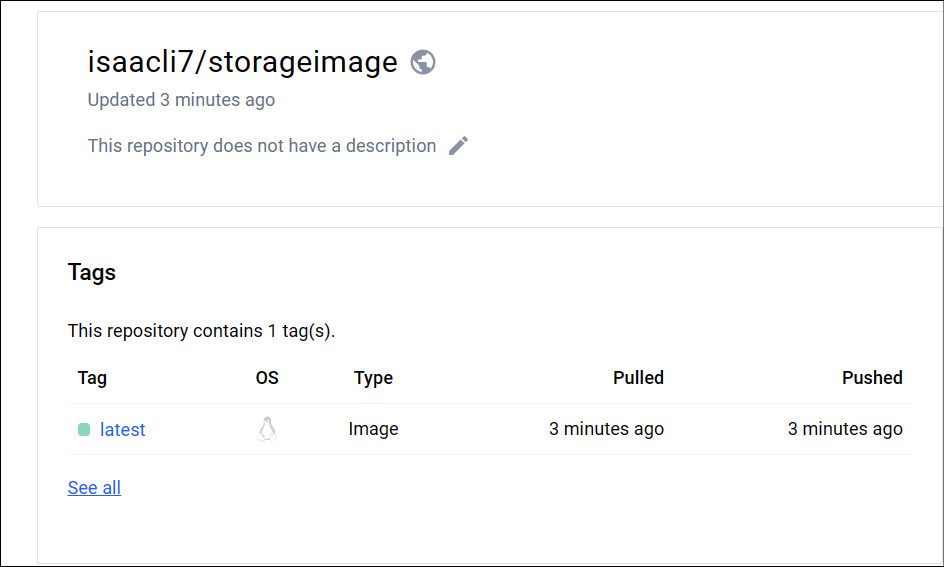 isaacli7/storageimage
Updated 3 minutes ago
This repository does not have a description
Tags
This repository contains 1 tag(s).
Tag OS Type Pulled Pushed
latest Image 3 minutes ago 3 minutes ago
See all